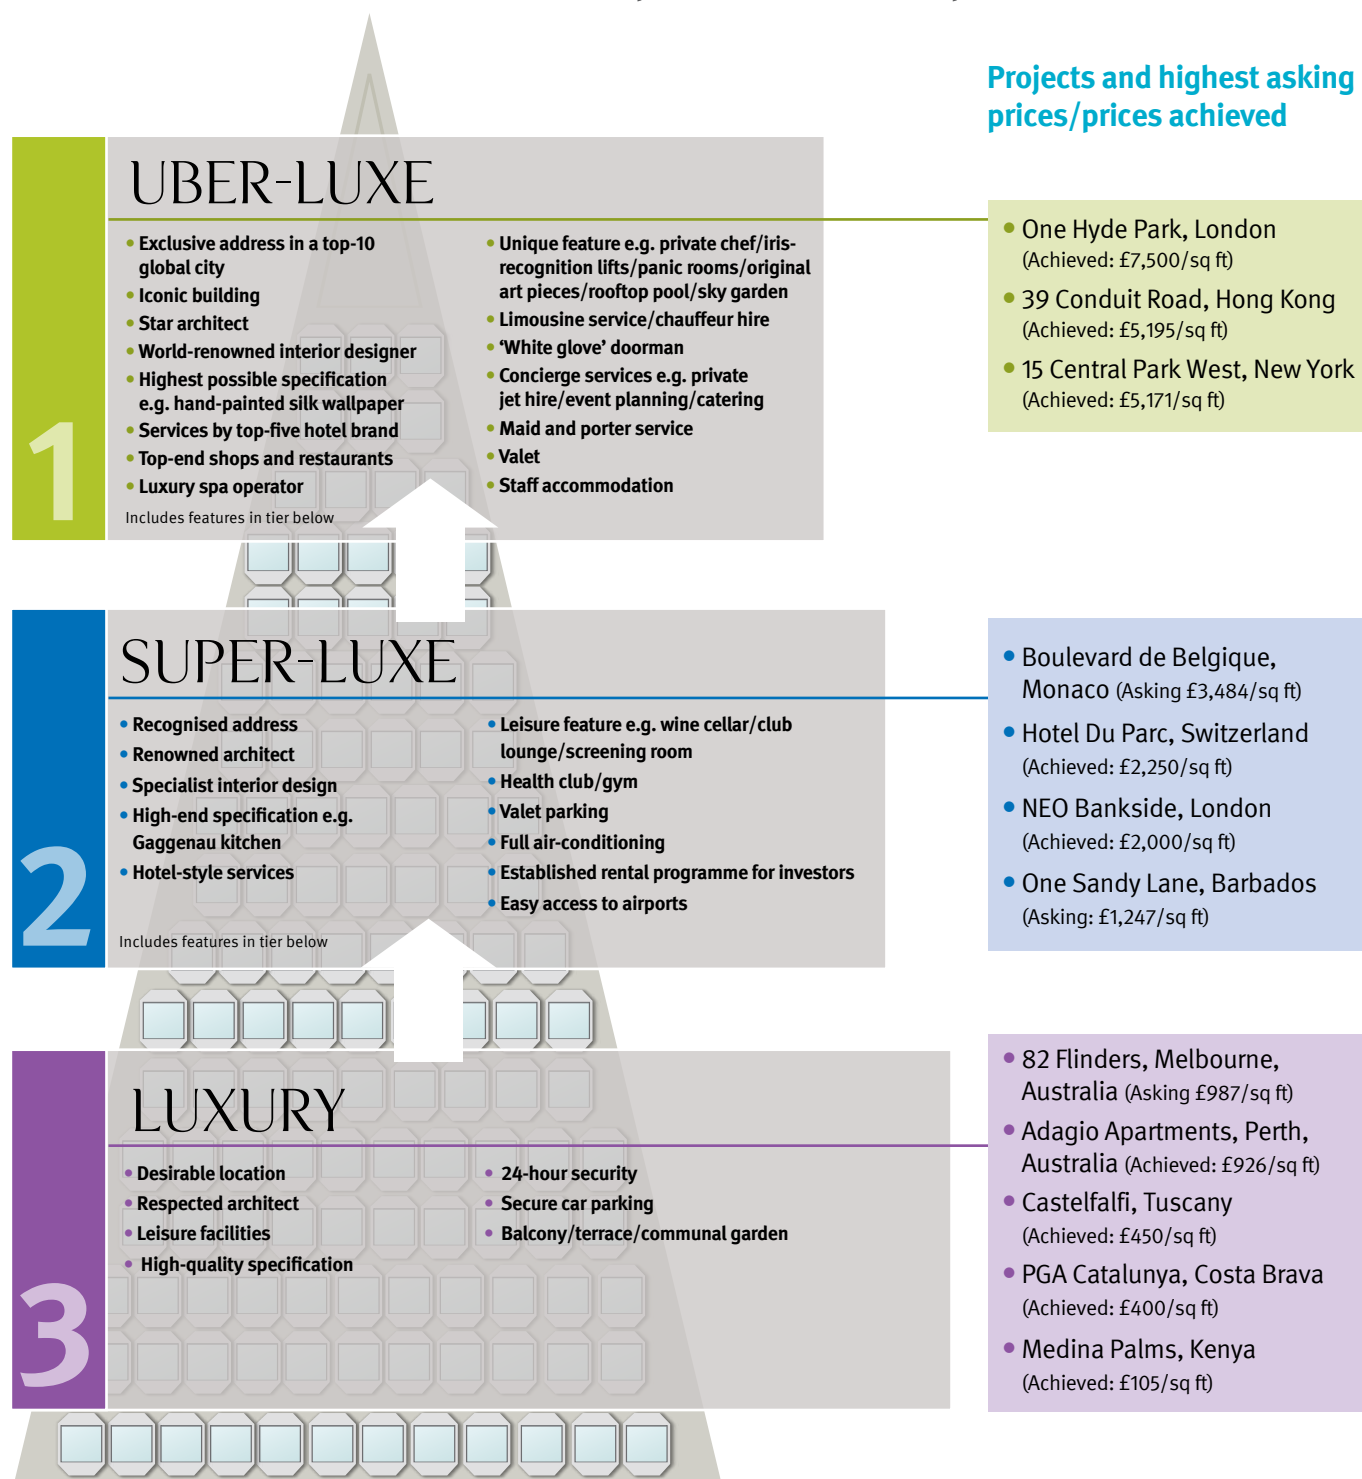 Projects and highest asking
prices/prices achieved
1
UBER-LUXE
• Exclusive address in a top-10
global city
• Iconic building
• Star architect
• World-renowned interior designer
• Highest possible specification
e.g. hand-painted silk wallpaper
• Services by top-five hotel brand
• Top-end shops and restaurants
• Luxury spa operator
Includes features in tier below
• Unique feature e.g. private chef/iris-
recognition lifts/panic rooms/original
art pieces/rooftop pool/sky garden
• Limousine service/chauffeur hire
• ‘White glove’ doorman
• Concierge services e.g. private
jet hire/event planning/catering
• Maid and porter service
• Valet
• Staff accommodation
• One Hyde Park, London
(Achieved: £7,500/sq ft)
• 39 Conduit Road, Hong Kong
(Achieved: £5,195/sq ft)
• 15 Central Park West, New York
(Achieved: £5,171/sq ft)
2
SUPER-LUXE
• Recognised address
• Renowned architect
• Specialist interior design
• High-end specification e.g.
Gaggenau kitchen
• Hotel-style services
Includes features in tier below
• Leisure feature e.g. wine cellar/club
lounge/screening room
• Health club/gym
• Valet parking
• Full air-conditioning
• Established rental programme for investors
• Easy access to airports
• Boulevard de Belgique,
Monaco (Asking £3,484/sq ft)
• Hotel Du Parc, Switzerland
(Achieved: £2,250/sq ft)
• NEO Bankside, London
(Achieved: £2,000/sq ft)
• One Sandy Lane, Barbados
(Asking: £1,247/sq ft)
3
LUXURY
• Desirable location
• Respected architect
• Leisure facilities
• High-quality specification
• 24-hour security
• Secure car parking
• Balcony/terrace/communal garden
• 82 Flinders, Melbourne,
Australia (Asking £987/sq ft)
• Adagio Apartments, Perth,
Australia (Achieved: £926/sq ft)
• Castelfalfi, Tuscany
(Achieved: £450/sq ft)
• PGA Catalunya, Costa Brava
(Achieved: £400/sq ft)
• Medina Palms, Kenya
(Achieved: £105/sq ft)